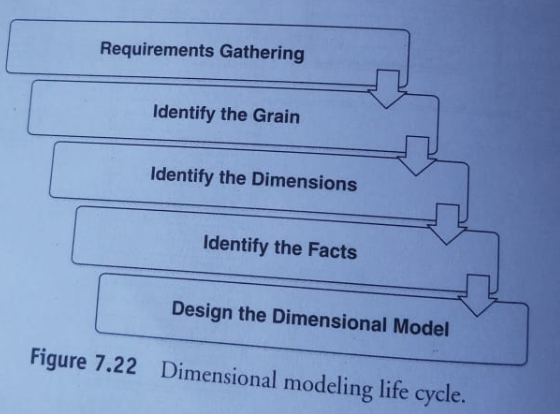 Requirements Gathering
Identify the Grain
Identify the Dimensions
Identify the Facts
Design the Dimensional Model
Figure 7.22 Dimensional modeling life cycle.